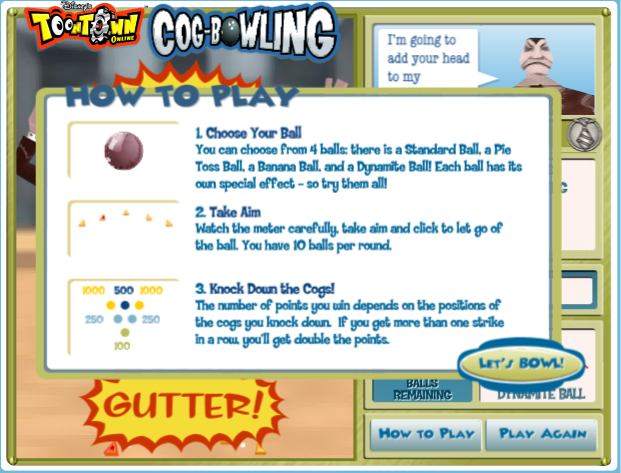 Disney's
TOONTOWN
ONLINE
COG-BOWLING
I'm going to
add your head
to my
HOW TO PLAY
1. Choose Your Ball
You can choose from 4 balls: there is a Standard Ball, a Pie
Toss Ball, a Banana Ball, and a Dynamite Ball! Each ball has its
own special effect - so try them all!
2. Take Aim
Watch the meter carefully, take aim and click to let go of
the ball. You have 10 balls per round.
1000 500 1000
250 250
100
3. Knock Down the Cogs!
The number of points you win depends on the positions of
the cogs you knock down. If you get more than one strike
in a row, you'll get double the points.
LET'S BOWL!
GUTTER!
BALLS
REMAINING
DYNAMITE BALL
HOW TO PLAY
PLAY AGAIN